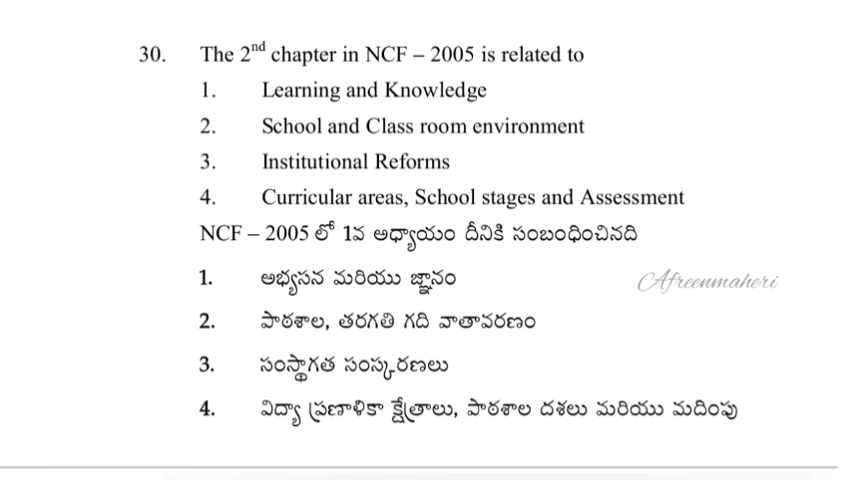 30. The 2nd chapter in NCF – 2005 is related to
1. Learning and Knowledge
2. School and Class room environment
3. Institutional Reforms
4. Curricular areas, School stages and Assessment
NCF – 2005 లో 1వ అధ్యాయం దీనికి సంబంధించినది
1. అభ్యసన మరియు జ్ఞానం
Afreenmaheri
2. పాఠశాల, తరగతి గది వాతావరణం
3. సంస్థాగత సంస్కరణలు
4. విద్యా ప్రణాళికా క్షేత్రాలు, పాఠశాల దశలు మరియు మదింపు